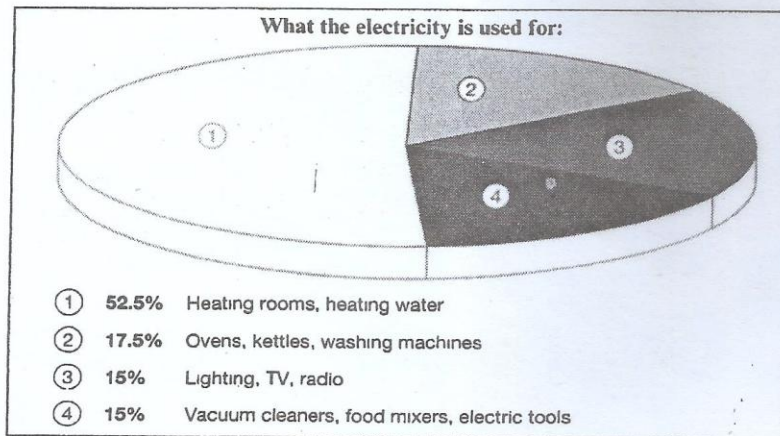 What the electricity is used for:
2
1
3
4
1 52.5% Heating rooms, heating water
2 17.5% Ovens, kettles, washing machines
3 15% Lighting, TV, radio
4 15% Vacuum cleaners, food mixers, electric tools